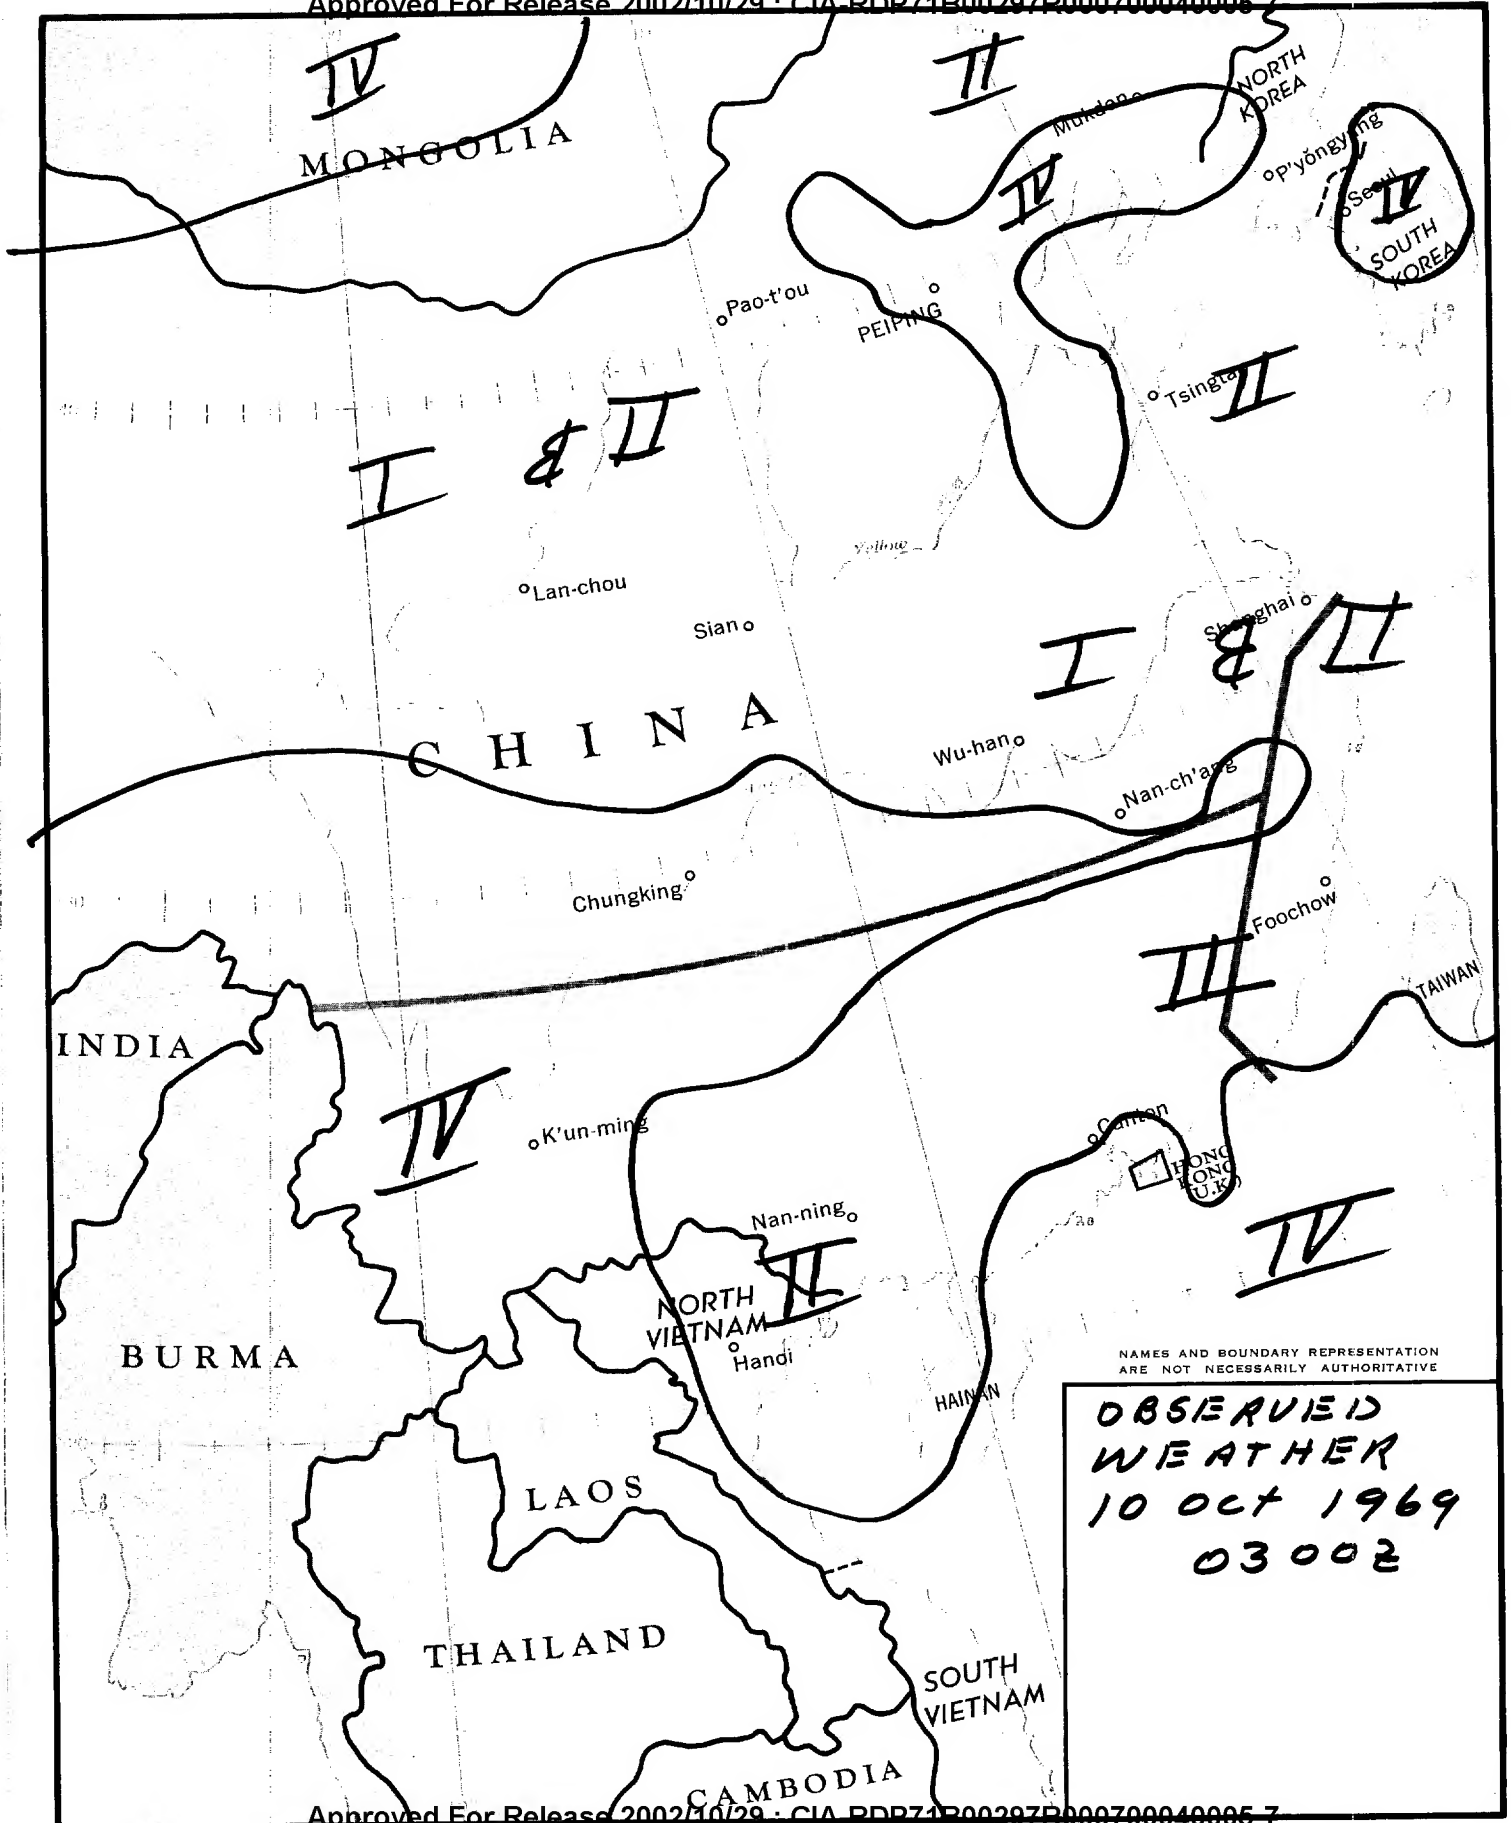 Approved For Release 2002/10/29 : CIA-RDP71B00297R000700040005-7
IV
II
NORTH
KOREA
Mukden
MONGOLIA
P'yŏngyang
IV
Seoul
IV
SOUTH
KOREA
Pao-t'ou
PEIPING
Tsingtao
II
40
I & II
Yellow
Lan-chou
Sian
Shanghai
I & II
CHINA
Wu-han
Nan-ch'ang
Chungking
Foochow
III
TAIWAN
INDIA
IV
K'un-ming
Canton
HONG
KONG
(U.K.)
Nan-ning
II
IV
NORTH
VIETNAM
Hanoi
BURMA
HAINAN
NAMES AND BOUNDARY REPRESENTATION
ARE NOT NECESSARILY AUTHORITATIVE
OBSERVED
WEATHER
10 Oct 1969
0300Z
20
LAOS
THAILAND
SOUTH
VIETNAM
CAMBODIA
Approved For Release 2002/10/29 : CIA-RDP71B00297R000700040005-7